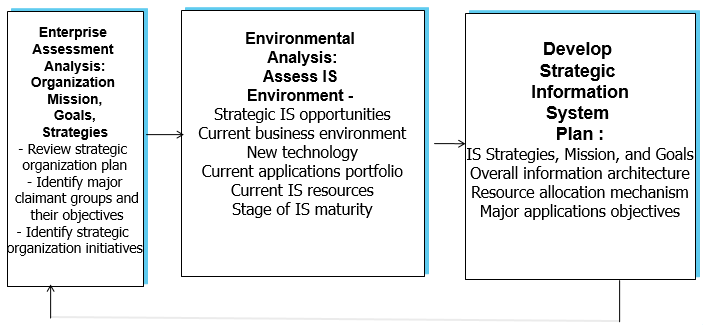 Enterprise
Assessment
Analysis:
Organization
Mission,
Goals,
Strategies
- Review strategic
organization plan
- Identify major
claimant groups and
their objectives
- Identify strategic
organization initiatives
Environmental
Analysis:
Assess IS
Environment -
Strategic IS opportunities
Current business environment
New technology
Current applications portfolio
Current IS resources
Stage of IS maturity
Develop
Strategic
Information
System
Plan :
IS Strategies, Mission, and Goals
Overall information architecture
Resource allocation mechanism
Major applications objectives